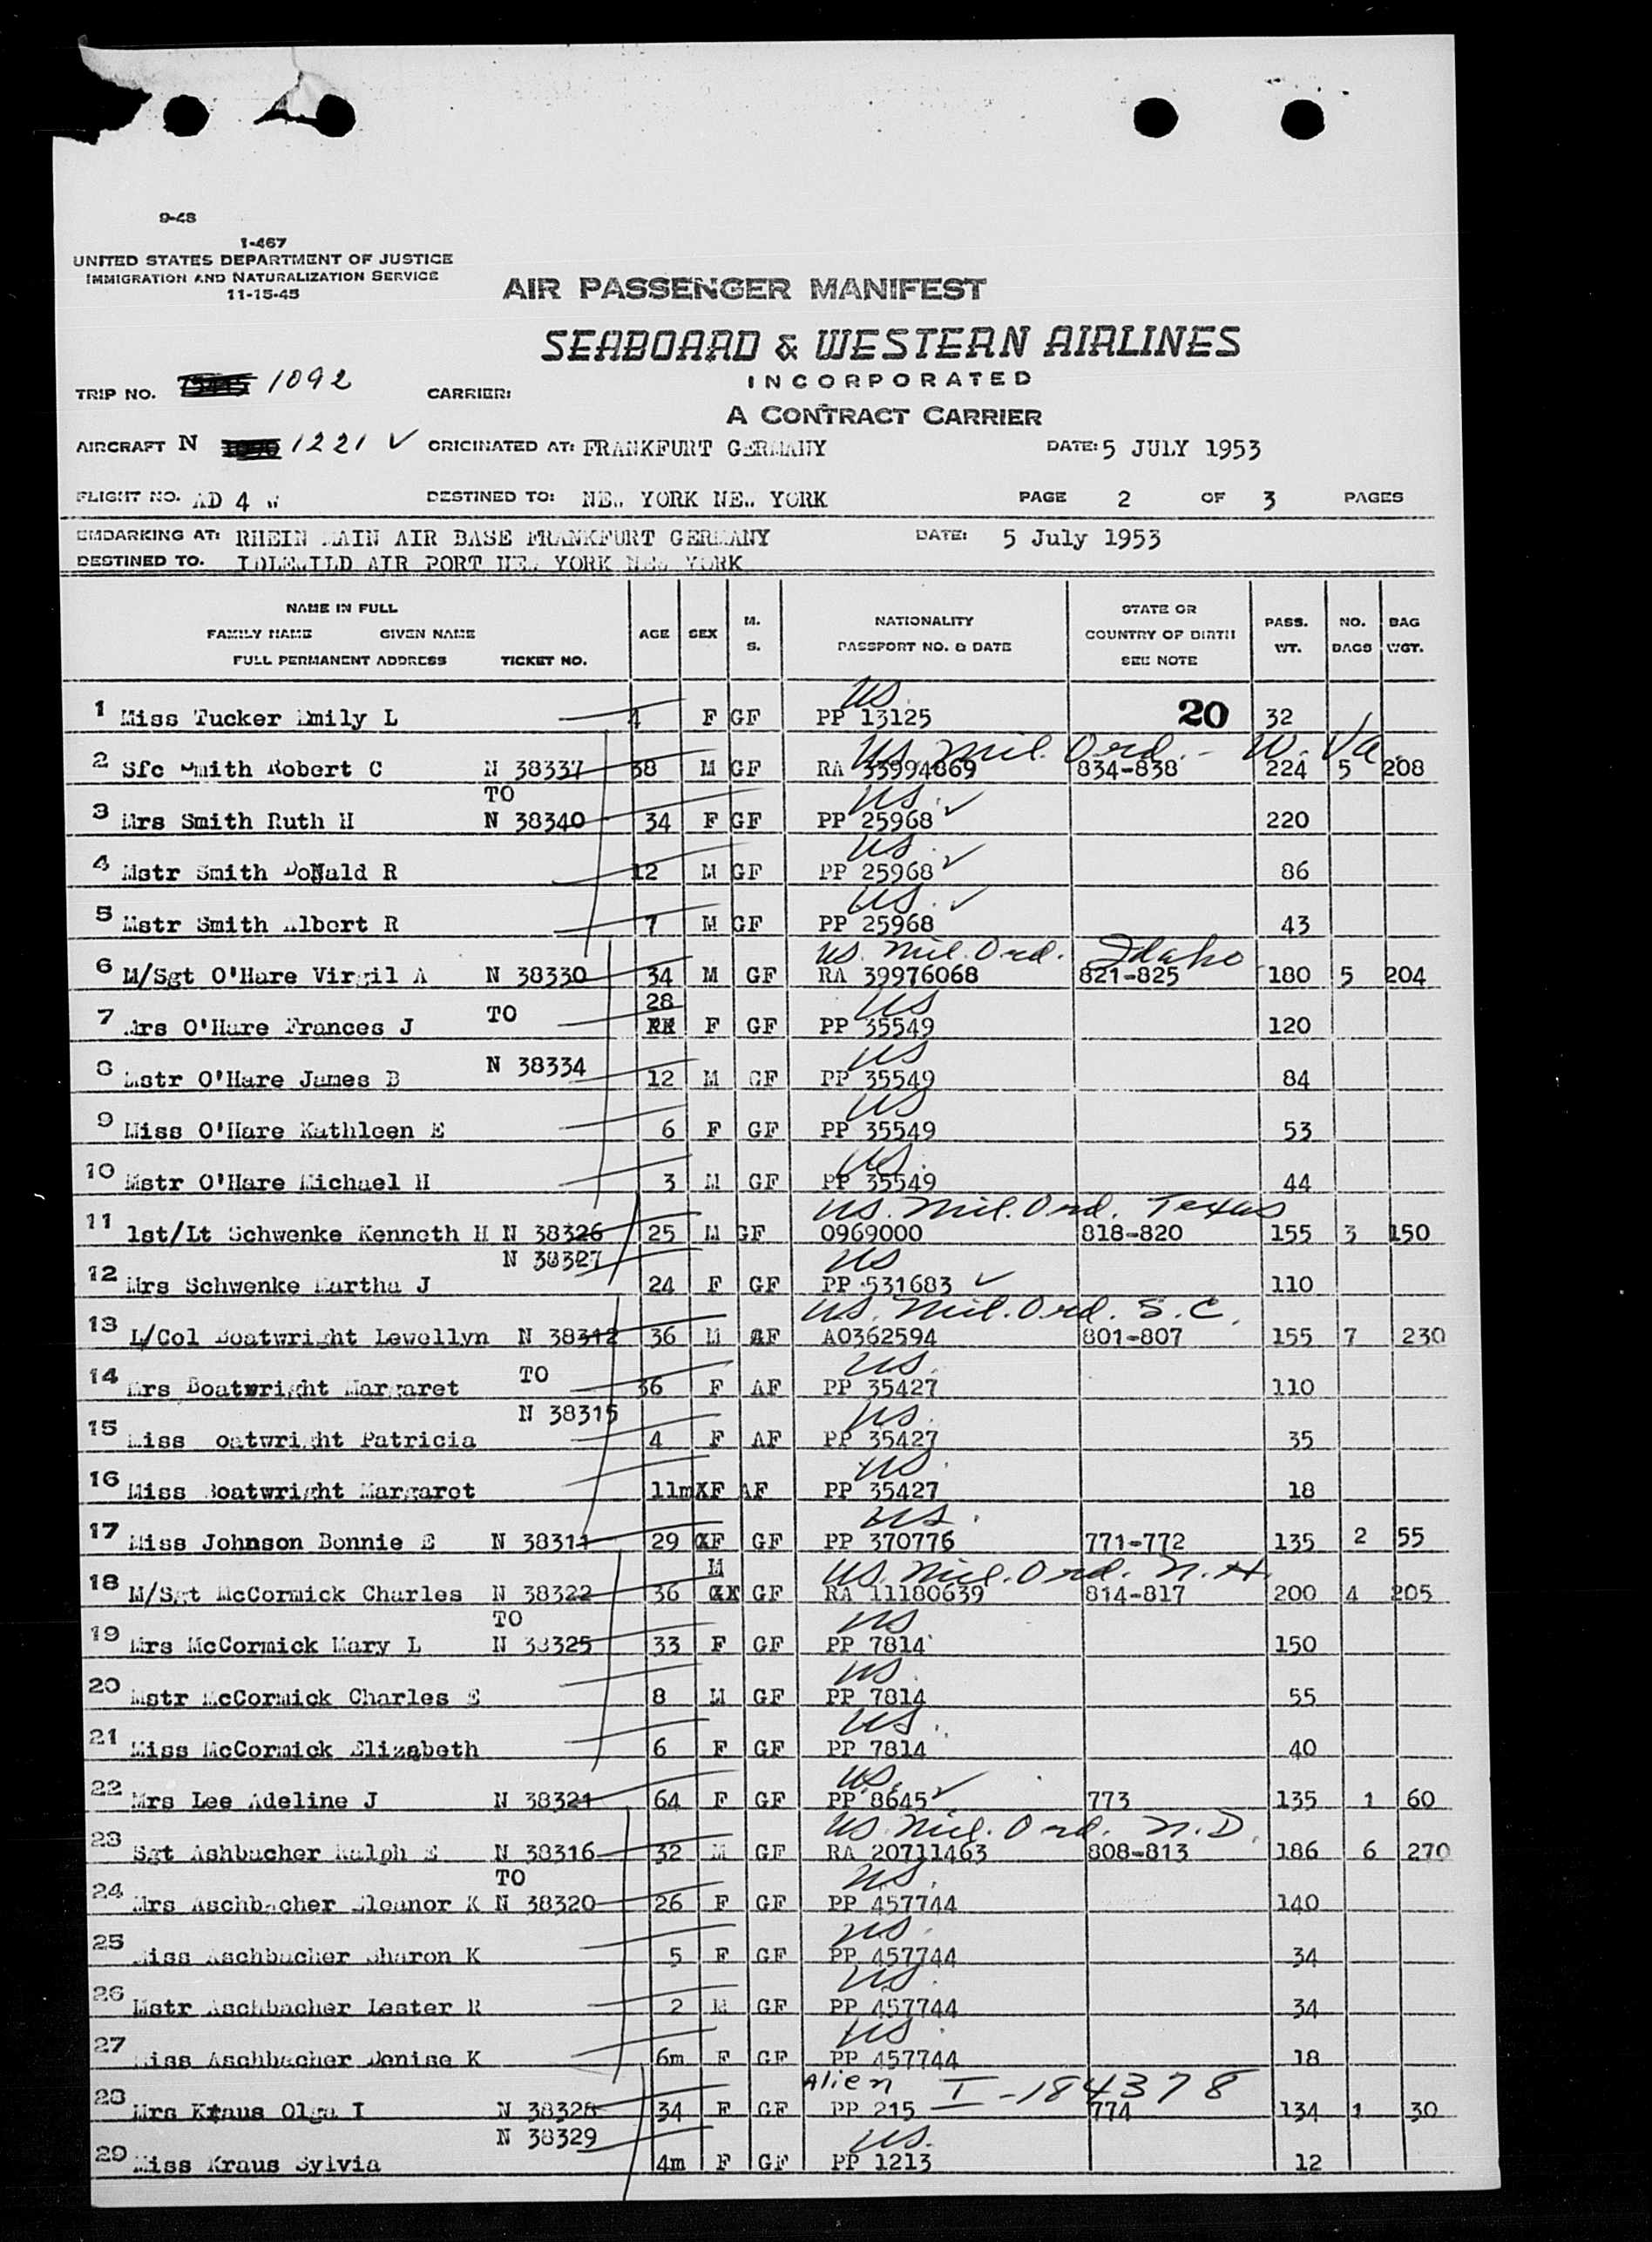 9-48
1-467
UNITED STATES DEPARTMENT OF JUSTICE
IMMIGRATION AND NATURALIZATION SERVICE
11-15-45
AIR PASSENGER MANIFEST
SEABOARD & WESTERN AIRLINES
INCORPORATED
A CONTRACT CARRIER
TRIP NO. 1092 CARRIER:
AIRCRAFT N 1221 ✓ ORIGINATED AT: FRANKFURT GERMANY DATE: 5 JULY 1953
FLIGHT NO. AD 4 W DESTINED TO: NEW YORK NEW YORK PAGE 2 OF 3 PAGES
EMBARKING AT: RHEIN MAIN AIR BASE FRANKFURT GERMANY DATE: 5 July 1953
DESTINED TO. IDLEWILD AIR PORT NEW YORK NEW YORK
NAME IN FULL
FAMILY NAME GIVEN NAME
FULL PERMANENT ADDRESS TICKET NO. AGE SEX M. S. NATIONALITY PASSPORT NO. & DATE STATE OR COUNTRY OF BIRTH SEE NOTE PASS. WT. NO. BAGS BAG WGT.
US.
1 Miss Tucker Emily L 4 F GF PP 13125 20 32
US. Mil. Ord. - W. Va.
2 Sfc Smith Robert C N 38337 38 M GF RA 33994869 834-838 224 5 208
TO
US. ✓
3 Mrs Smith Ruth H N 38340 34 F GF PP 25968 220
US. ✓
4 Mstr Smith DoNald R 12 M GF PP 25968 86
US. ✓
5 Mstr Smith Albert R 7 M GF PP 25968 43
US. Mil. Ord. Idaho
6 M/Sgt O'Hare Virgil A N 38330 34 M GF RA 39976068 821-825 180 5 204
28 US
7 Mrs O'Hare Frances J TO F GF PP 35549 120
US
8 Mstr O'Hare James B N 38334 12 M GF PP 35549 84
US
9 Miss O'Hare Kathleen E 6 F GF PP 35549 53
US.
10 Mstr O'Hare Michael H 3 M GF PP 35549 44
US. Mil. Ord. Texas
11 1st/Lt Schwenke Kenneth H N 38326 25 M GF 0969000 818-820 155 3 150
N 38327 US
12 Mrs Schwenke Martha J 24 F GF PP 531683 ✓ 110
US. Mil. Ord. S.C.
13 L/Col Boatwright Lewellyn N 38312 36 M AF AO362594 801-807 155 7 230
TO US.
14 Mrs Boatwright Margaret 36 F AF PP 35427 110
N 38315 US.
15 Miss Boatwright Patricia 4 F AF PP 35427 35
US.
16 Miss Boatwright Margaret 11m F AF PP 35427 18
US.
17 Miss Johnson Bonnie E N 38311 29 F GF PP 370776 771-772 135 2 55
M US. Mil. Ord. N.H.
18 M/Sgt McCormick Charles N 38322 36 GF RA 11180639 814-817 200 4 205
TO US
19 Mrs McCormick Mary L N 38325 33 F GF PP 7814 150
US.
20 Mstr McCormick Charles E 8 M GF PP 7814 55
US.
21 Miss McCormick Elizabeth 6 F GF PP 7814 40
US. ✓
22 Mrs Lee Adeline J N 38321 64 F GF PP 8645 773 135 1 60
US. Mil. Ord. N.D.
23 Sgt Ashbacher Ralph E N 38316 32 M GF RA 20711463 808-813 186 6 270
TO US.
24 Mrs Aschbacher Eleanor K N 38320 26 F GF PP 457744 140
US.
25 Miss Aschbacher Sharon K 5 F GF PP 457744 34
US.
26 Mstr Aschbacher Lester R 2 M GF PP 457744 34
US.
27 Miss Aschbacher Denise K 6m F GF PP 457744 18
Alien I-184378
28 Mrs Kraus Olga I N 38328 34 F GF PP 215 774 134 1 30
N 38329 US.
29 Miss Kraus Sylvia 4m F GF PP 1213 12